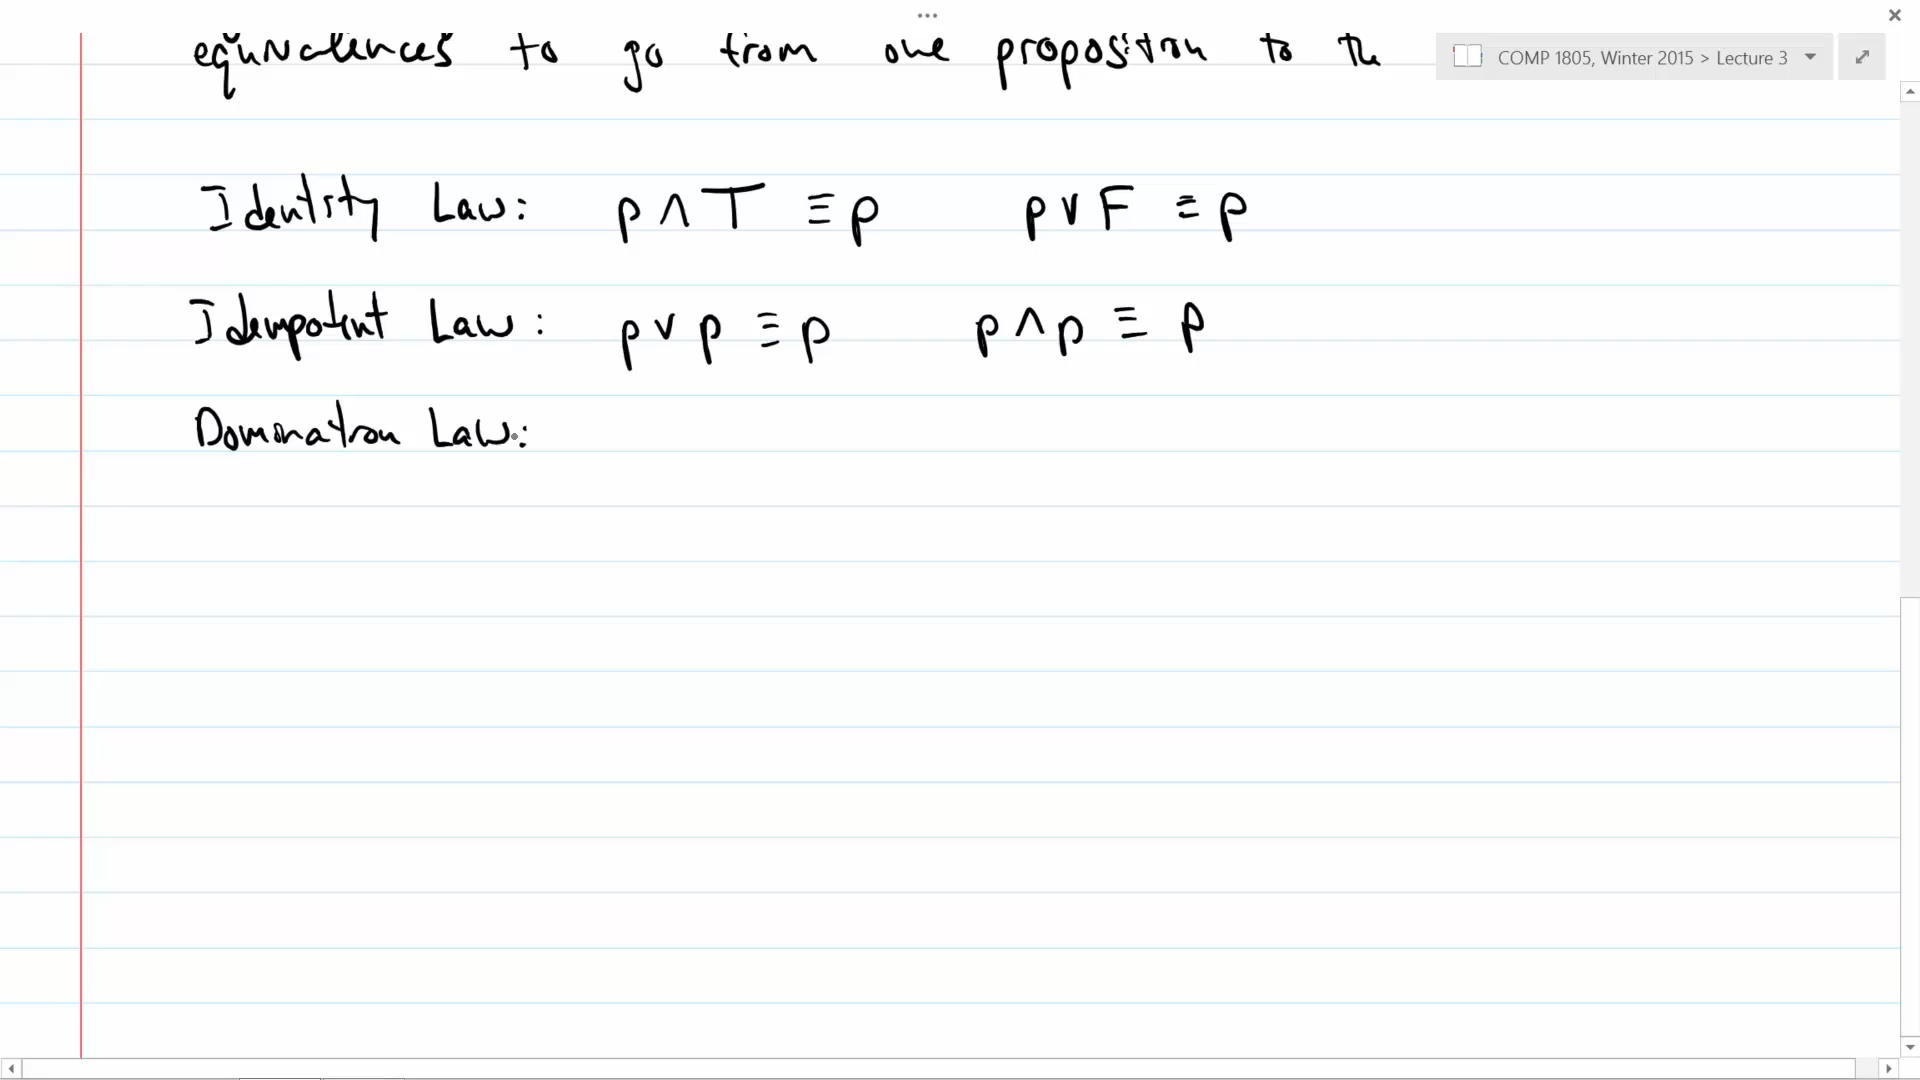 equivalences to go from one proposition to the
COMP 1805, Winter 2015 > Lecture 3
Identity Law: p ∧ T ≡ p p ∨ F ≡ p
Idempotent Law: p ∨ p ≡ p p ∧ p ≡ p
Domination Law: